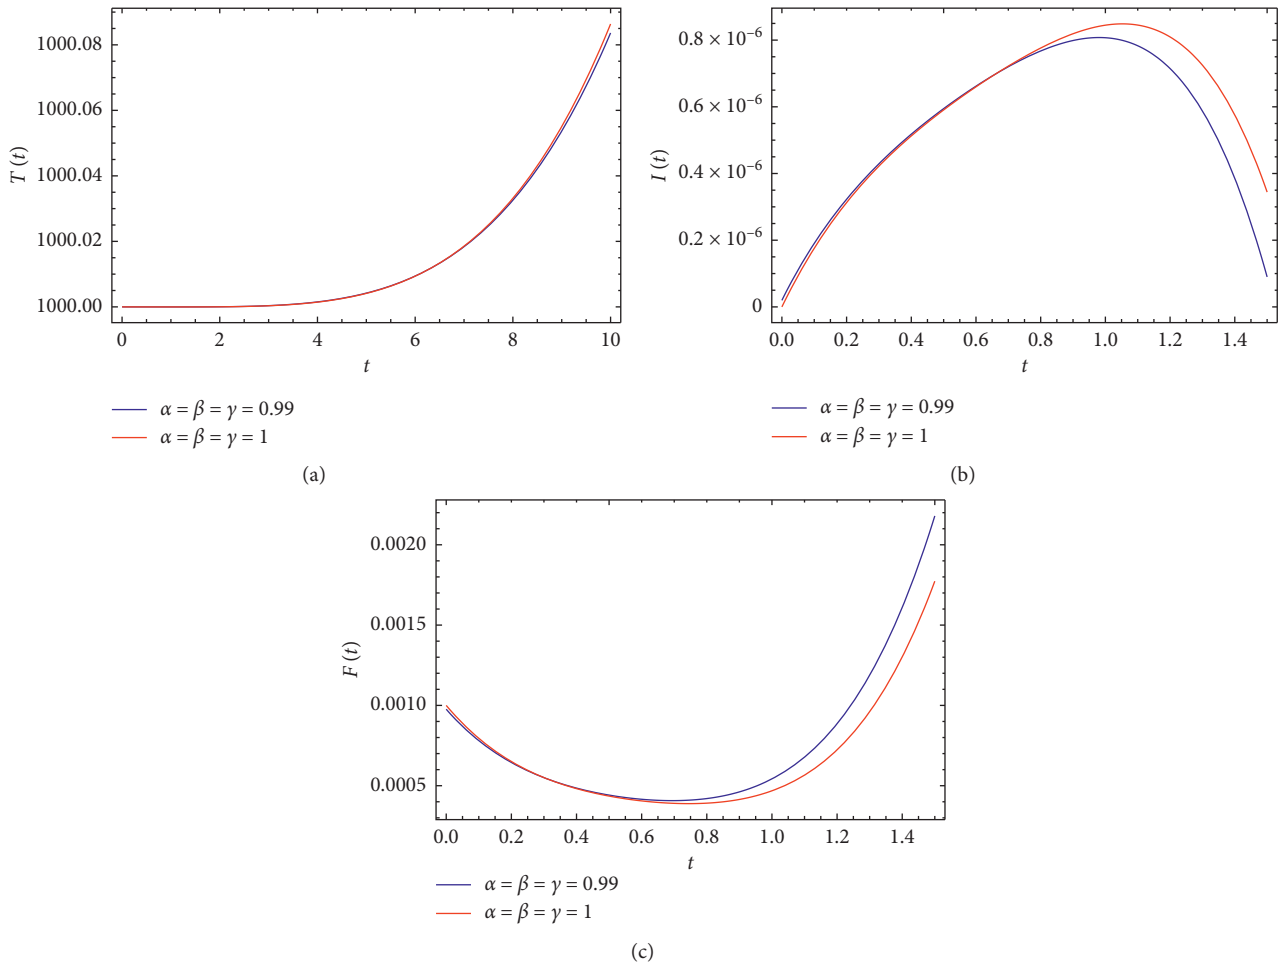 T (t)
1000.08
1000.06
1000.04
1000.02
1000.00
0 2 4 6 8 10
t
α = β = γ = 0.99
α = β = γ = 1
(a)
I (t)
0.8 × 10⁻⁶
0.6 × 10⁻⁶
0.4 × 10⁻⁶
0.2 × 10⁻⁶
0
0.0 0.2 0.4 0.6 0.8 1.0 1.2 1.4
t
α = β = γ = 0.99
α = β = γ = 1
(b)
F (t)
0.0020
0.0015
0.0010
0.0005
0.0 0.2 0.4 0.6 0.8 1.0 1.2 1.4
t
α = β = γ = 0.99
α = β = γ = 1
(c)